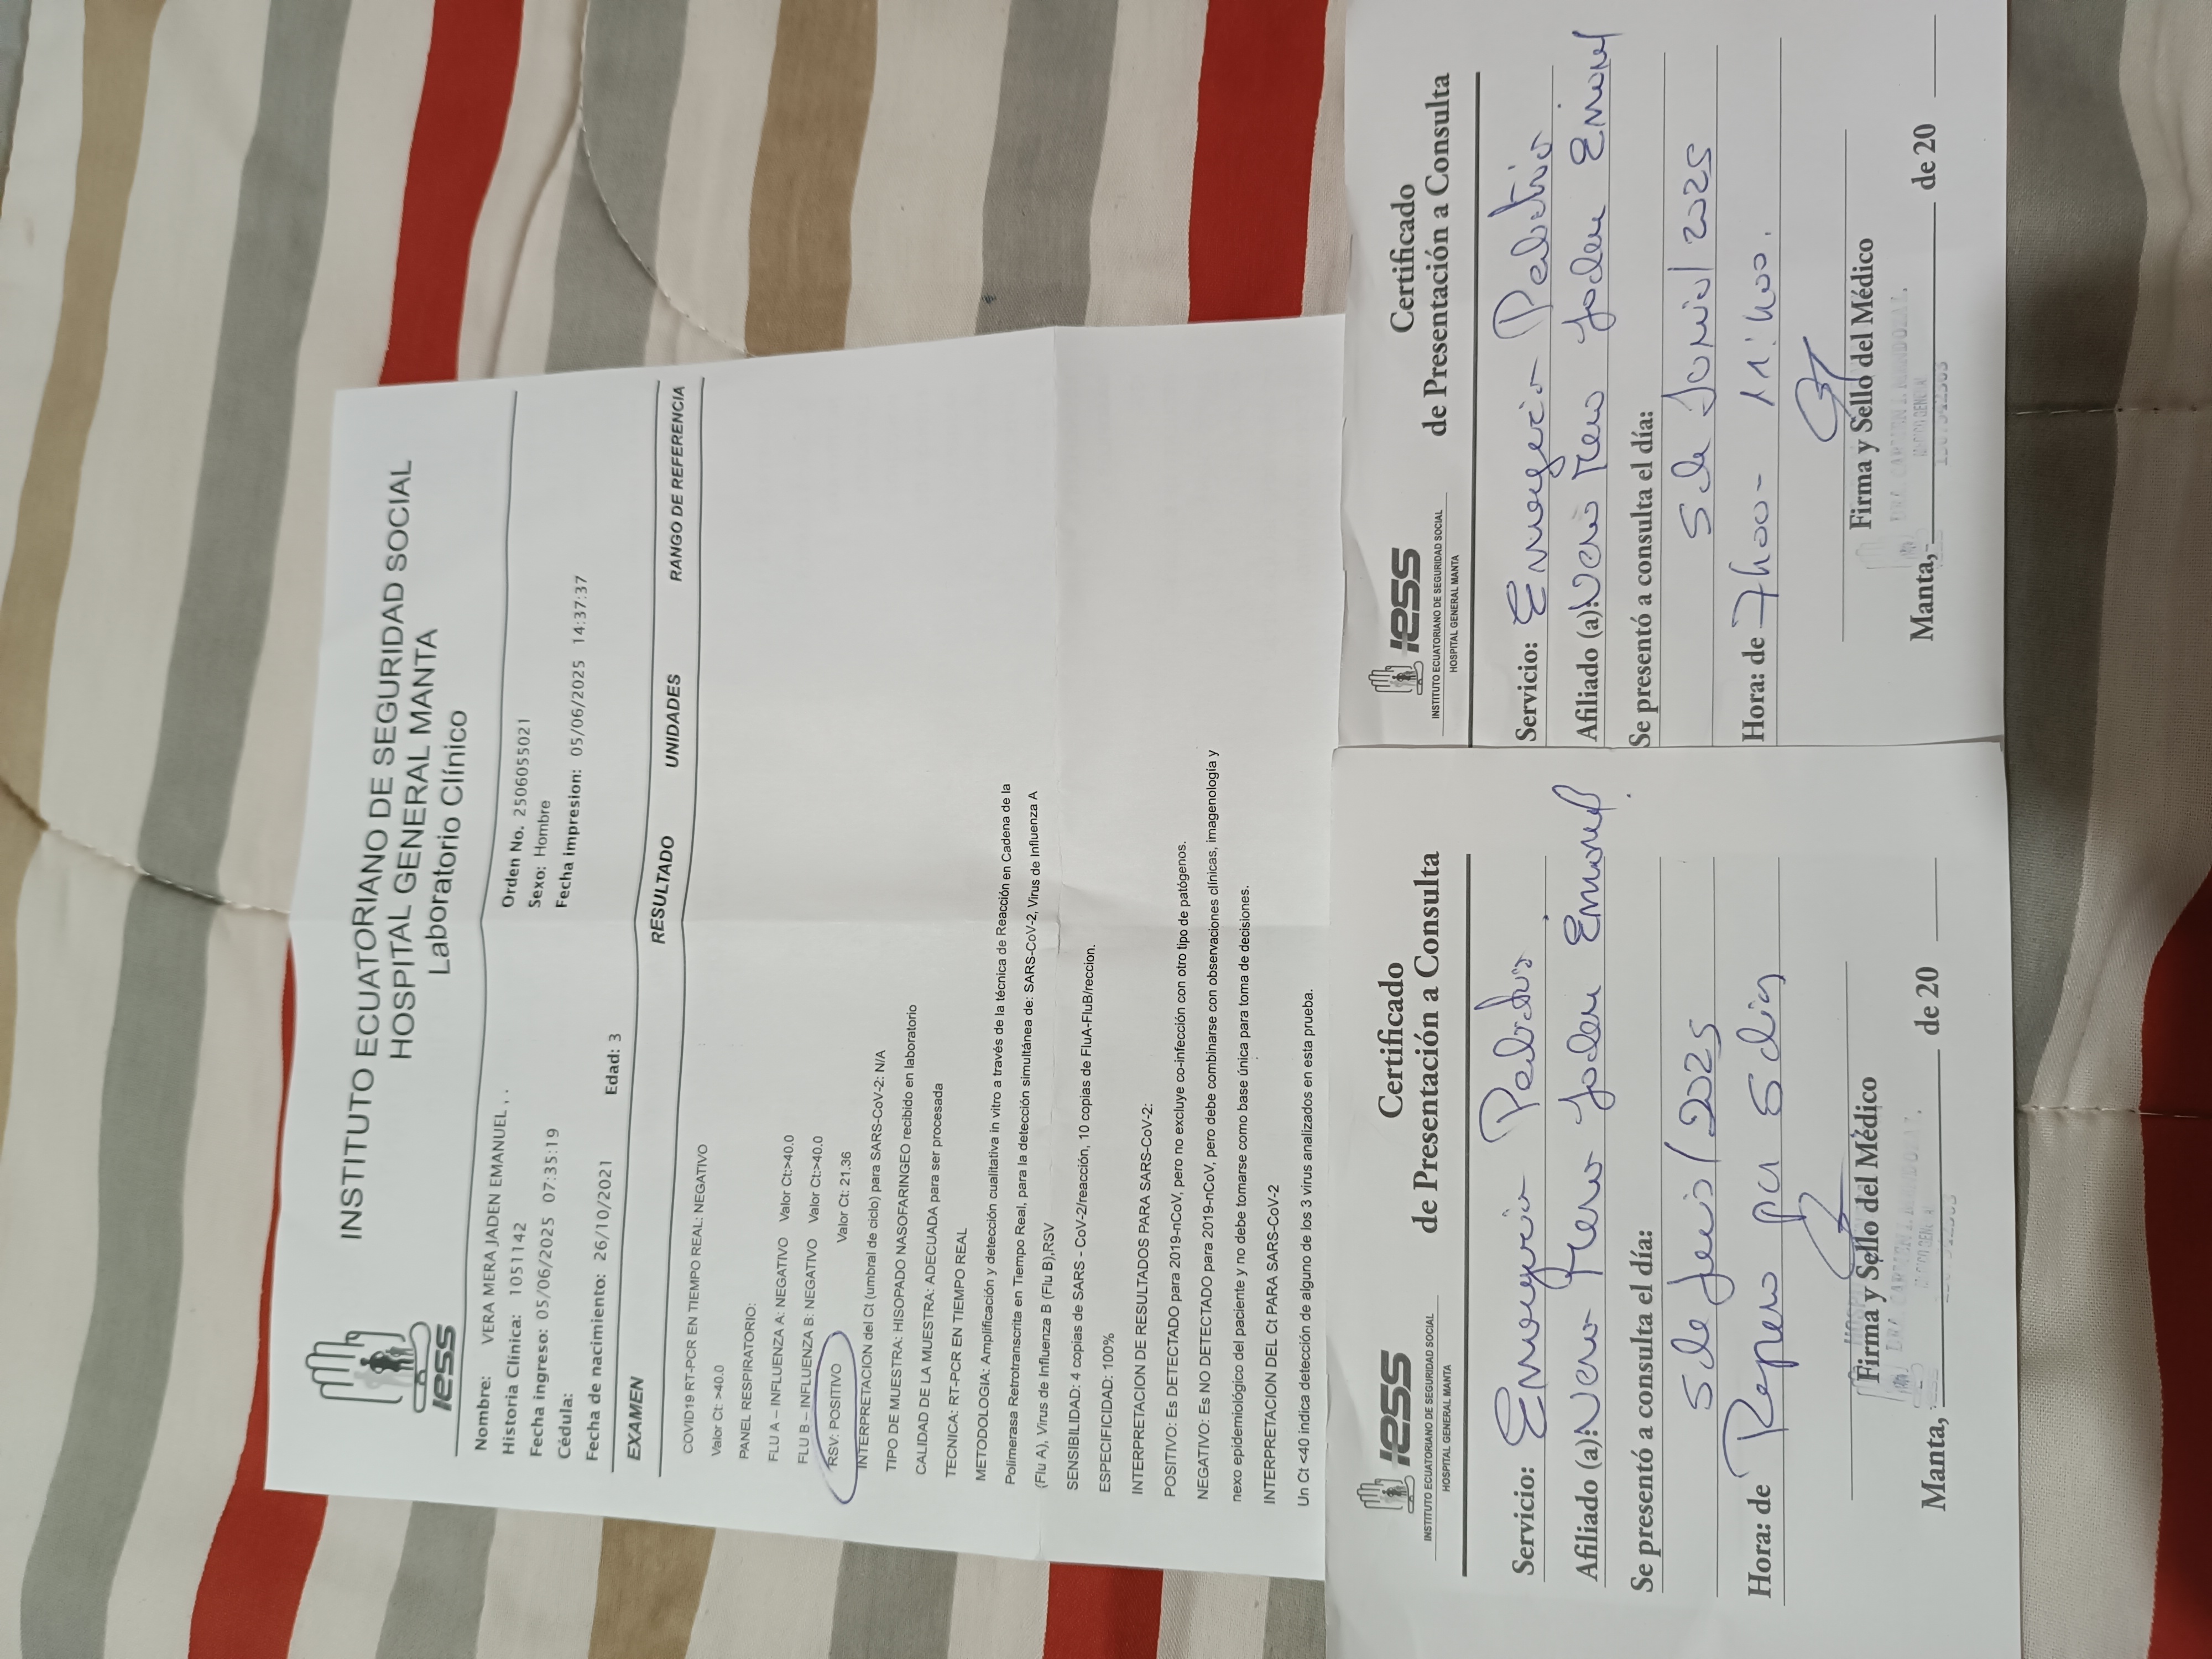 iess
INSTITUTO ECUATORIANO DE SEGURIDAD SOCIAL
HOSPITAL GENERAL MANTA
Laboratorio Clínico
Nombre: VERA MERA JADEN EMANUEL . .
Historia Clinica: 1051142
Orden No. 2506055021
Fecha ingreso: 05/06/2025 07:35:19
Sexo: Hombre
Cédula:
Fecha impresion: 05/06/2025 14:37:37
Fecha de nacimiento: 26/10/2021 Edad: 3
EXAMEN RESULTADO UNIDADES RANGO DE REFERENCIA
COVID19 RT-PCR EN TIEMPO REAL: NEGATIVO
Valor Ct: >40.0
PANEL RESPIRATORIO:
FLU A – INFLUENZA A: NEGATIVO Valor Ct:>40.0
FLU B – INFLUENZA B: NEGATIVO Valor Ct:>40.0
RSV: POSITIVO Valor Ct: 21.36
INTERPRETACION del Ct (umbral de ciclo) para SARS-CoV-2: N/A
TIPO DE MUESTRA: HISOPADO NASOFARINGEO recibido en laboratorio
CALIDAD DE LA MUESTRA: ADECUADA para ser procesada
TECNICA: RT-PCR EN TIEMPO REAL
METODOLOGIA: Amplificación y detección cualitativa in vitro a través de la técnica de Reacción en Cadena de la
Polimerasa Retrotranscrita en Tiempo Real, para la detección simultánea de: SARS-CoV-2, Virus de Influenza A
(Flu A), Virus de Influenza B (Flu B),RSV
SENSIBILIDAD: 4 copias de SARS - CoV-2/reacción, 10 copias de FluA-FluB/reccion.
ESPECIFICIDAD: 100%
INTERPRETACION DE RESULTADOS PARA SARS-CoV-2:
POSITIVO: Es DETECTADO para 2019-nCoV, pero no excluye co-infección con otro tipo de patógenos.
NEGATIVO: Es NO DETECTADO para 2019-nCoV, pero debe combinarse con observaciones clínicas, imagenología y
nexo epidemiológico del paciente y no debe tomarse como base única para toma de decisiones.
INTERPRETACION DEL Ct PARA SARS-CoV-2
Un Ct <40 indica detección de alguno de los 3 virus analizados en esta prueba.
iess
INSTITUTO ECUATORIANO DE SEGURIDAD SOCIAL
HOSPITAL GENERAL MANTA
Certificado
de Presentación a Consulta
Servicio: Emergencia Pediatria
Afiliado (a): Vera Mera Jaden Emanuel
Se presentó a consulta el día:
5 de Junio/2025
Hora: de Reposo por 5 dias
Firma y Sello del Médico
Manta, de 20
iess
INSTITUTO ECUATORIANO DE SEGURIDAD SOCIAL
HOSPITAL GENERAL MANTA
Certificado
de Presentación a Consulta
Servicio: Emergencia Pediatria
Afiliado (a): Vera Mera Jaden Emanuel
Se presentó a consulta el día:
5 de Junio/2025
Hora: de 7h00 - 11:h00.
Firma y Sello del Médico
Manta, de 20